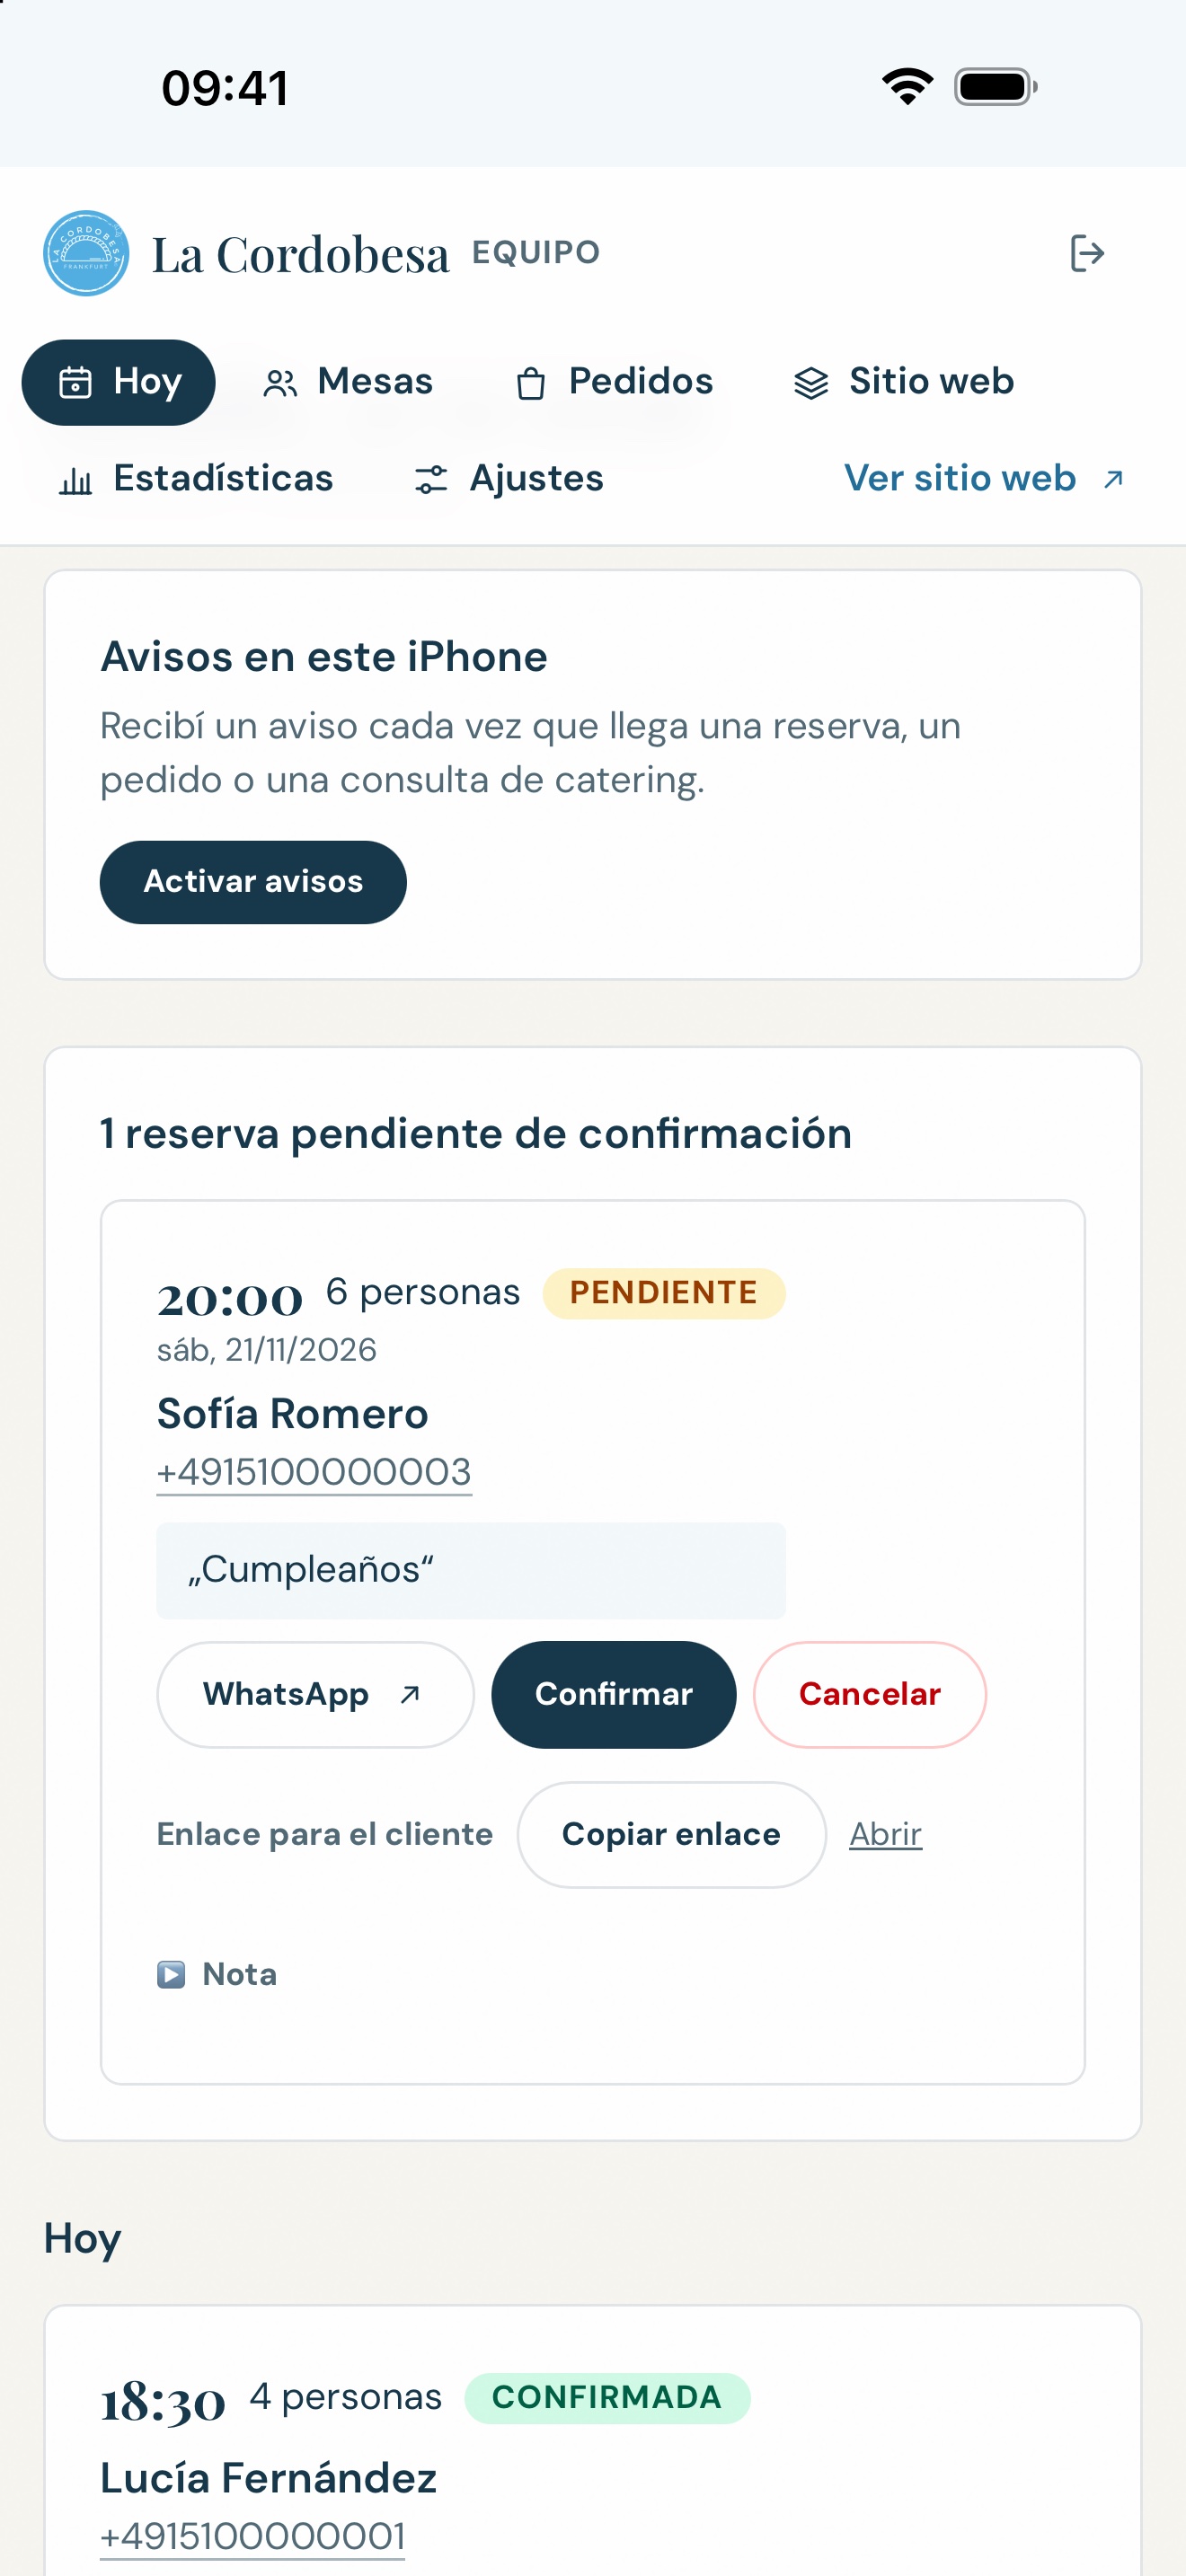 09:41
LA CORDOBESA
FRANKFURT
La Cordobesa EQUIPO
Hoy Mesas Pedidos Sitio web
Estadísticas Ajustes Ver sitio web
Avisos en este iPhone
Recibí un aviso cada vez que llega una reserva, un
pedido o una consulta de catering.
Activar avisos
1 reserva pendiente de confirmación
20:00 6 personas PENDIENTE
sáb, 21/11/2026
Sofía Romero
+4915100000003
„Cumpleaños“
WhatsApp Confirmar Cancelar
Enlace para el cliente Copiar enlace Abrir
Nota
Hoy
18:30 4 personas CONFIRMADA
Lucía Fernández
+4915100000001